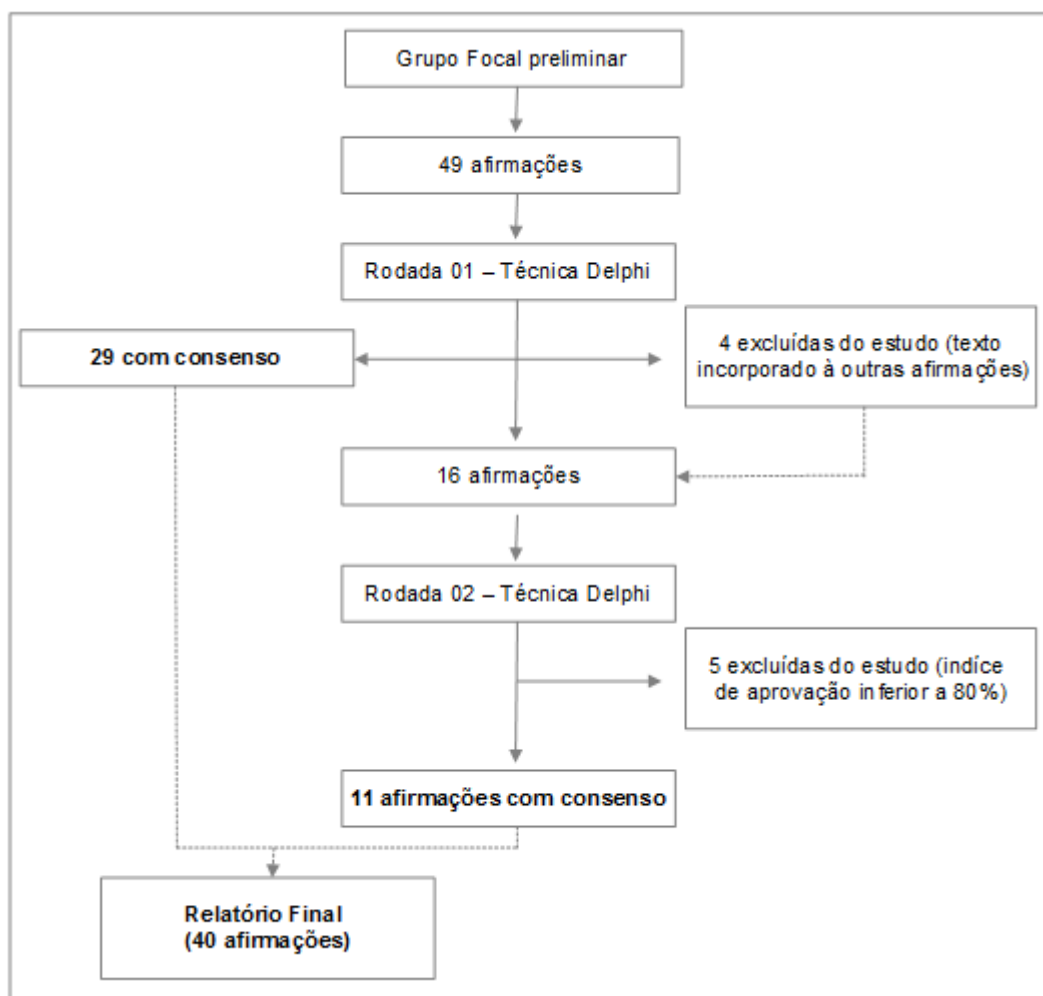 Grupo Focal preliminar
49 afirmações
Rodada 01 – Técnica Delphi
29 com consenso
4 excluídas do estudo (texto
incorporado à outras afirmações)
16 afirmações
Rodada 02 – Técnica Delphi
5 excluídas do estudo (indíce
de aprovação inferior a 80%)
11 afirmações com consenso
Relatório Final
(40 afirmações)